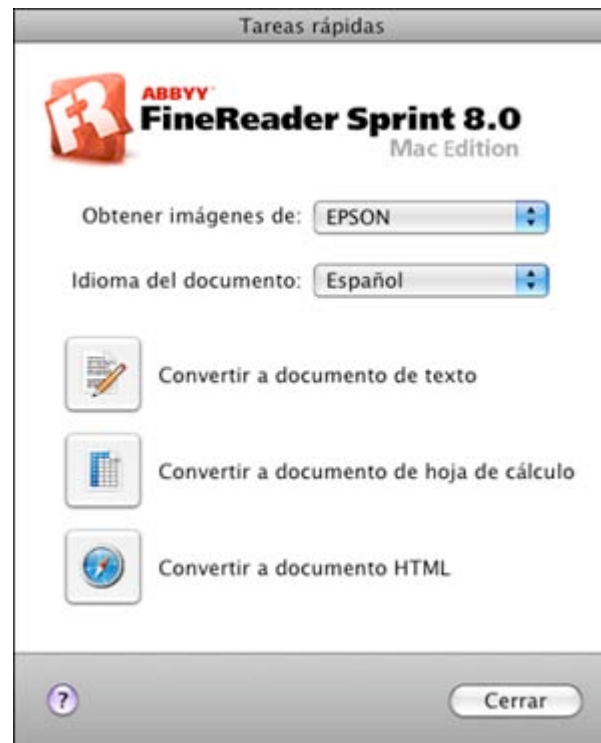 Tareas rápidas
ABBYY
FineReader Sprint 8.0
Mac Edition
Obtener imágenes de: EPSON
Idioma del documento: Español
Convertir a documento de texto
Convertir a documento de hoja de cálculo
Convertir a documento HTML
? Cerrar